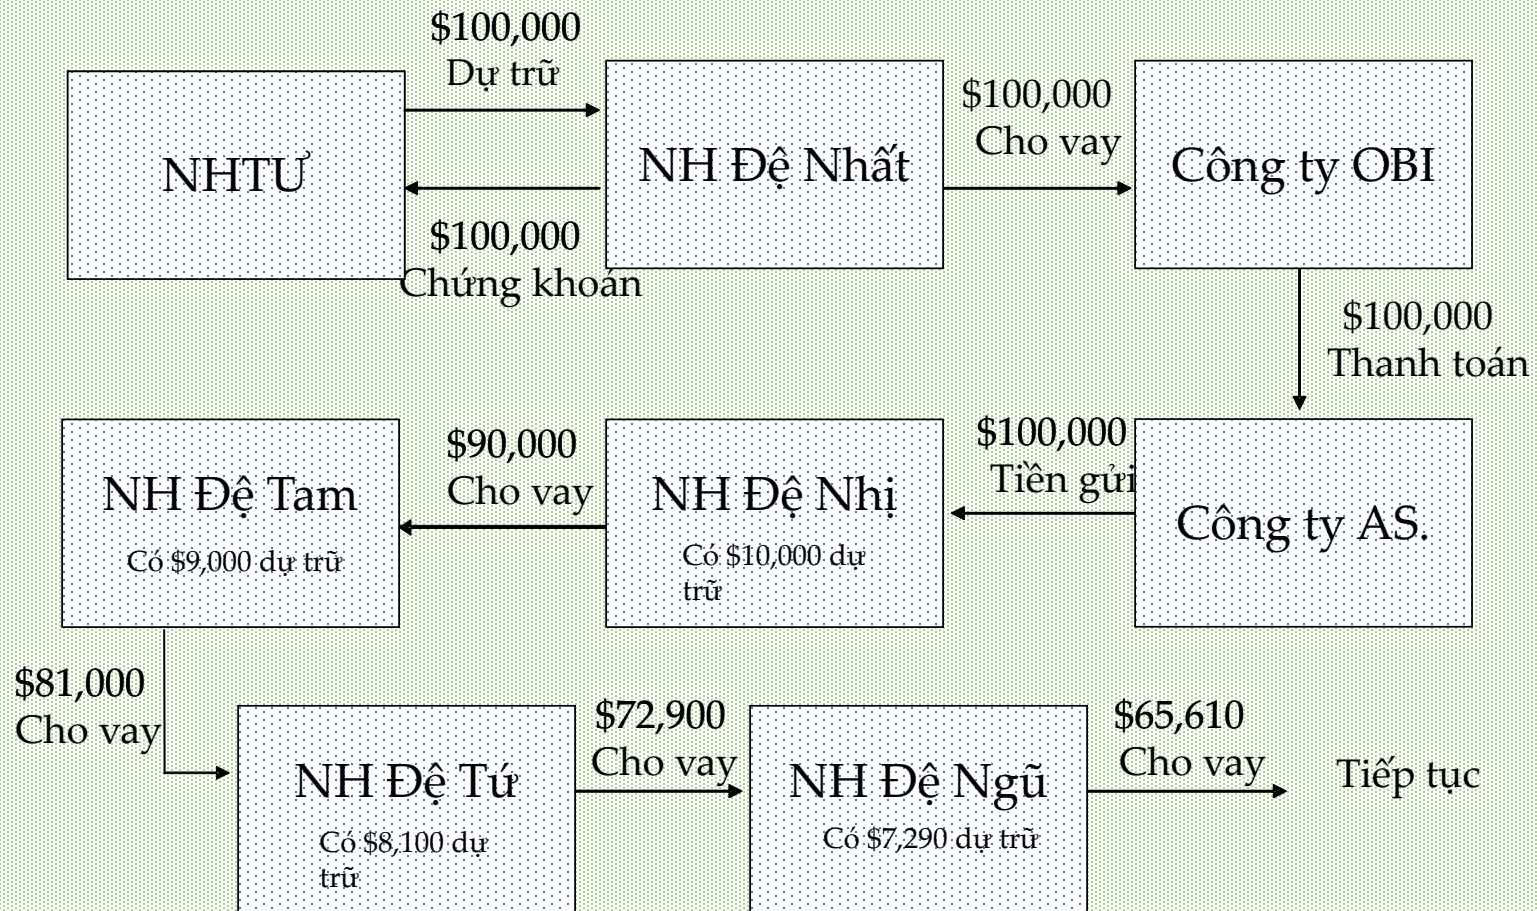 $100,000
Dự trữ
NHTƯ
$100,000
Chứng khoán
NH Đệ Nhất
$100,000
Cho vay
Công ty OBI
$100,000
Thanh toán
Công ty AS.
$100,000
Tiền gửi
NH Đệ Nhị
Có $10,000 dự
trữ
$90,000
Cho vay
NH Đệ Tam
Có $9,000 dự trữ
$81,000
Cho vay
NH Đệ Tứ
Có $8,100 dự
trữ
$72,900
Cho vay
NH Đệ Ngũ
Có $7,290 dự trữ
$65,610
Cho vay
Tiếp tục